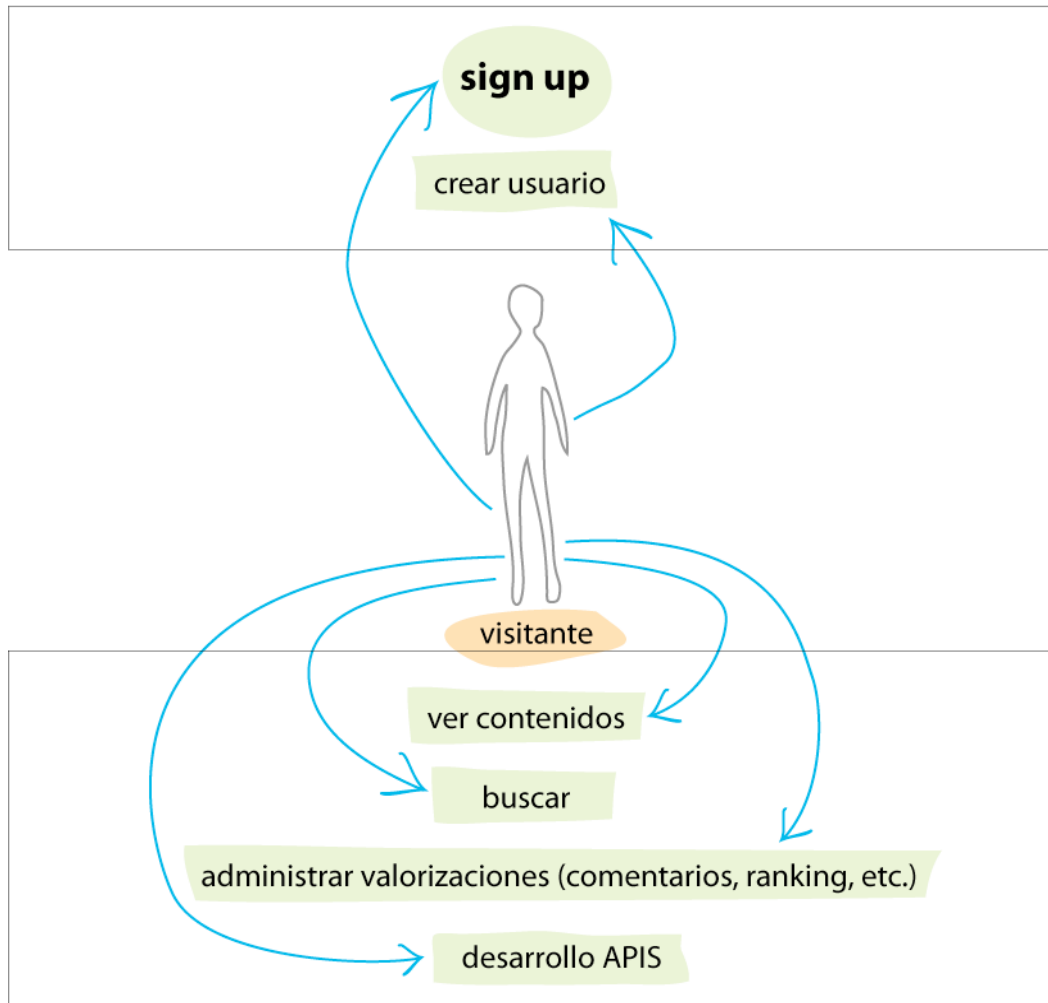 sign up
crear usuario
visitante
ver contenidos
buscar
administrar valorizaciones (comentarios, ranking, etc.)
desarrollo APIS